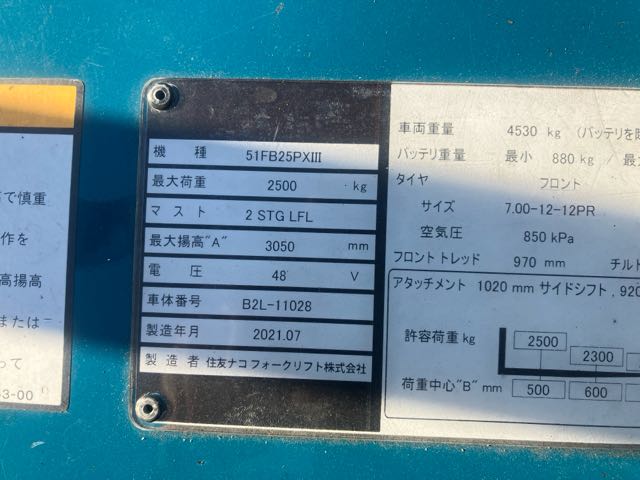 で慎重
作を
高揚高
または
って
53-00
機 種 51FB25PXⅢ
最大荷重 2500 kg
マスト 2 STG LFL
最大揚高"A" 3050 mm
電 圧 48 V
車体番号 B2L-11028
製造年月 2021.07
製造者 住友ナコフォークリフト株式会社
車両重量 4530 kg (バッテリを
バッテリ重量 最小 880 kg /
タイヤ フロント
サイズ 7.00-12-12PR
空気圧 850 kPa
フロントトレッド 970 mm チルト
アタッチメント 1020 mm サイドシフト, 920
許容荷重 kg 2500 2300
荷重中心"B" mm 500 600